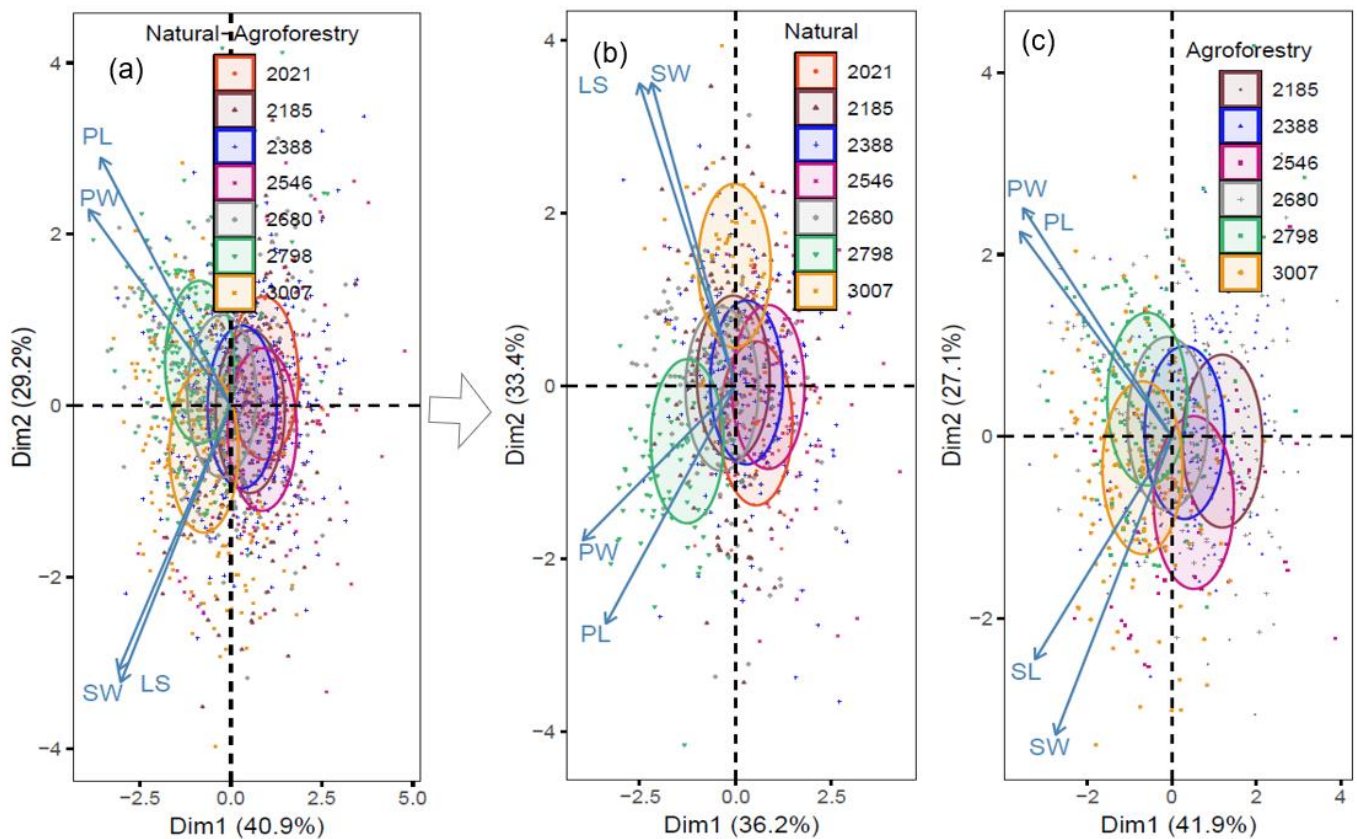 (a)
Natural-Agroforestry
2021
2185
2388
2546
2680
2798
3007
PL
PW
SW
LS
4
2
0
−2
−4
Dim2 (29.2%)
−2.5
0.0
2.5
5.0
Dim1 (40.9%)
(b)
Natural
2021
2185
2388
2546
2680
2798
3007
LS
SW
PW
PL
4
2
0
−2
−4
Dim2 (33.4%)
−2.5
0.0
2.5
Dim1 (36.2%)
(c)
Agroforestry
2185
2388
2546
2680
2798
3007
PW
PL
SL
SW
4
2
0
−2
Dim2 (27.1%)
−2
0
2
4
Dim1 (41.9%)